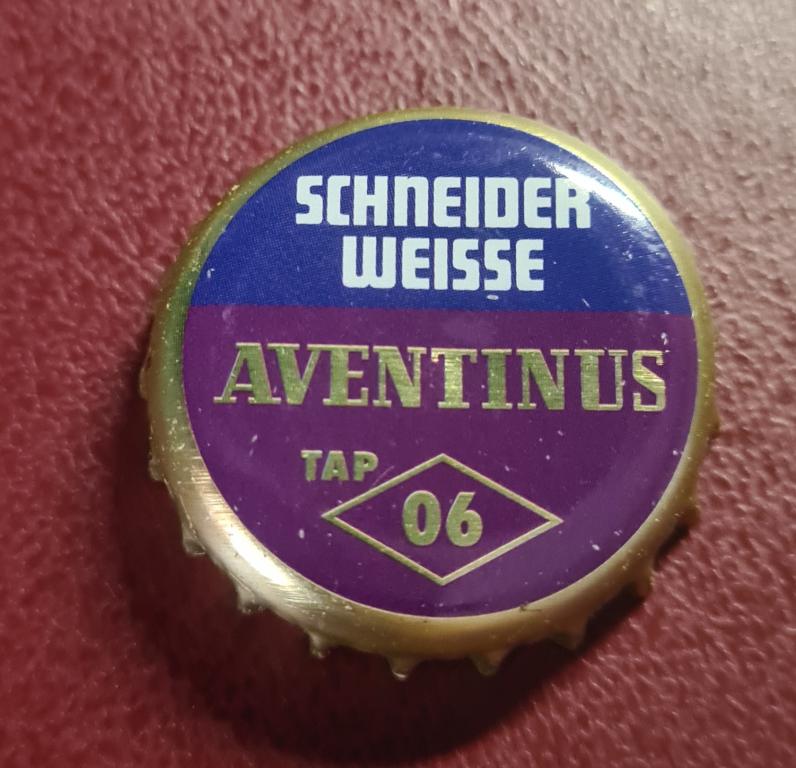 SCHNEIDER
WEISSE
AVENTINUS
TAP
06